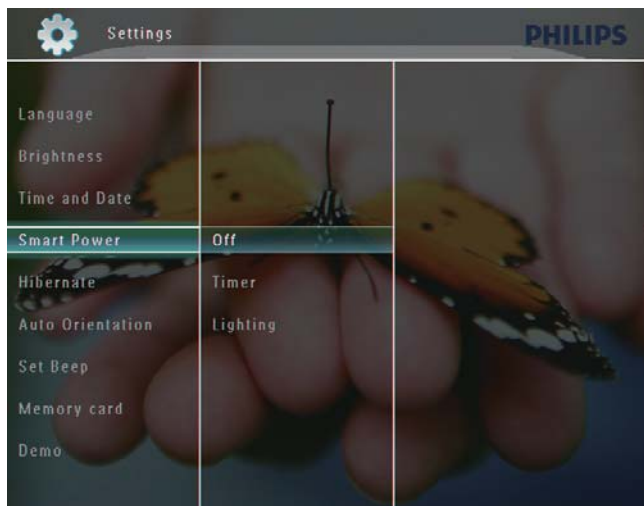 Settings
PHILIPS
Language
Brightness
Time and Date
Smart Power
Hibernate
Auto Orientation
Set Beep
Memory card
Demo
Off
Timer
Lighting